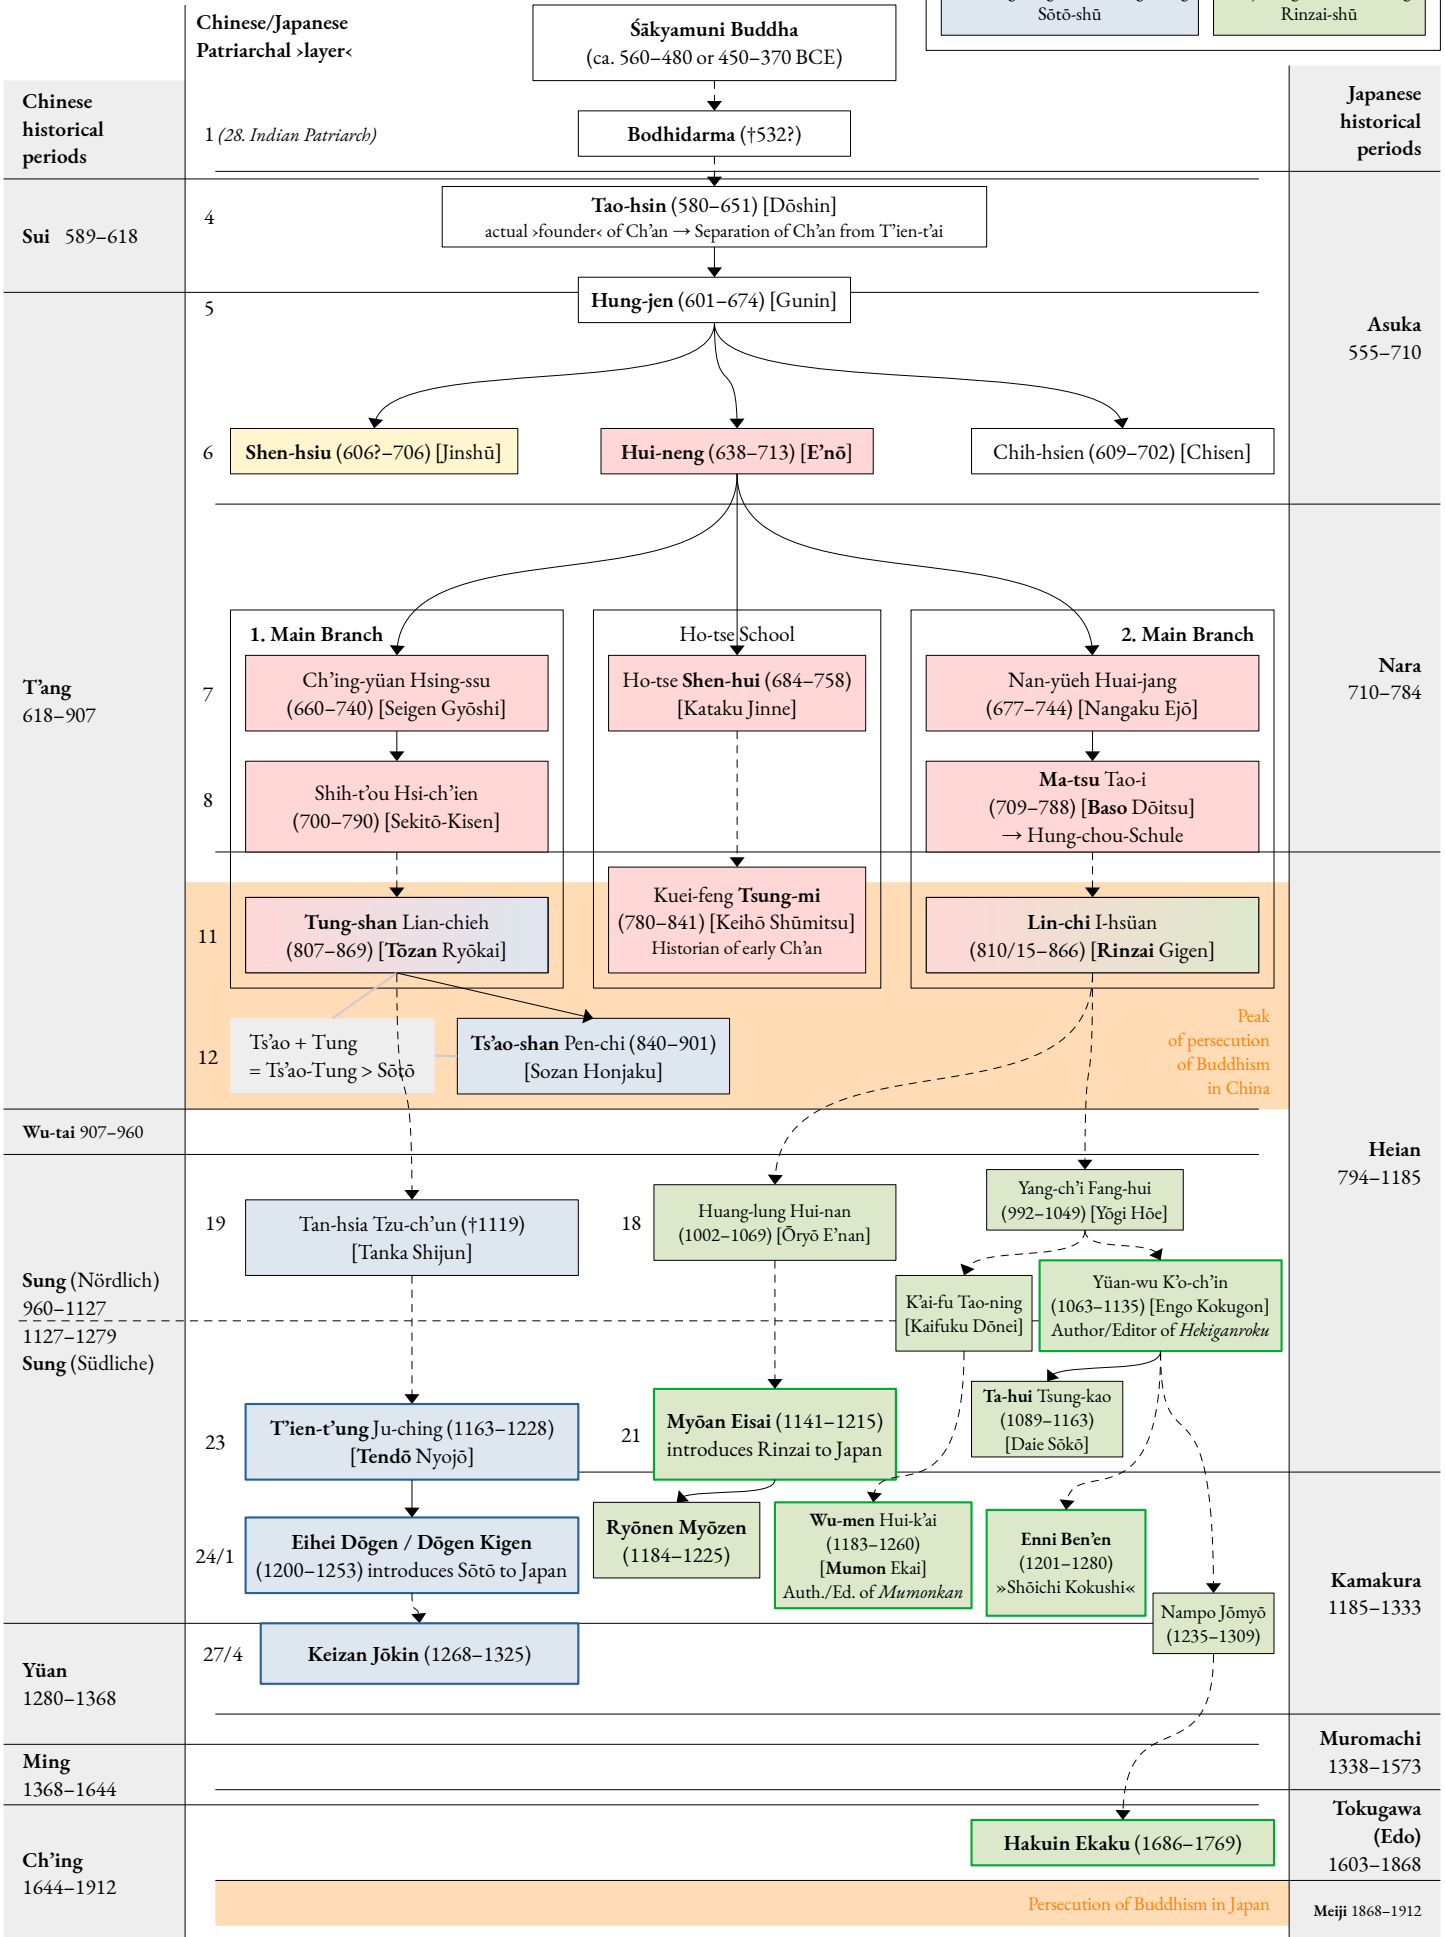 Chinese/Japanese
Patriarchal ›layer‹
Śākyamuni Buddha
(ca. 560–480 or 450–370 BCE)
Sōtō-shū
Rinzai-shū
Chinese
historical
periods
1 (28. Indian Patriarch)
Bodhidarma (†532?)
Japanese
historical
periods
Sui 589–618
4
Tao-hsin (580–651) [Dōshin]
actual ›founder‹ of Ch’an → Separation of Ch’an from T’ien-t’ai
5
Hung-jen (601–674) [Gunin]
Asuka
555–710
6
Shen-hsiu (606?–706) [Jinshū]
Hui-neng (638–713) [E’nō]
Chih-hsien (609–702) [Chisen]
T’ang
618–907
1. Main Branch
Ho-tse School
2. Main Branch
7
Ch’ing-yüan Hsing-ssu
(660–740) [Seigen Gyōshi]
Ho-tse Shen-hui (684–758)
[Kataku Jinne]
Nan-yüeh Huai-jang
(677–744) [Nangaku Ejō]
Nara
710–784
8
Shih-t’ou Hsi-ch’ien
(700–790) [Sekitō-Kisen]
Ma-tsu Tao-i
(709–788) [Baso Dōitsu]
→ Hung-chou-Schule
11
Tung-shan Lian-chieh
(807–869) [Tōzan Ryōkai]
Kuei-feng Tsung-mi
(780–841) [Keihō Shūmitsu]
Historian of early Ch’an
Lin-chi I-hsüan
(810/15–866) [Rinzai Gigen]
12
Ts’ao + Tung
= Ts’ao-Tung > Sōtō
Ts’ao-shan Pen-chi (840–901)
[Sozan Honjaku]
Peak
of persecution
of Buddhism
in China
Wu-tai 907–960
Heian
794–1185
19
Tan-hsia Tzu-ch’un (†1119)
[Tanka Shijun]
18
Huang-lung Hui-nan
(1002–1069) [Ōryō E’nan]
Yang-ch’i Fang-hui
(992–1049) [Yōgi Hōe]
Sung (Nördlich)
960–1127
1127–1279
Sung (Südliche)
K’ai-fu Tao-ning
[Kaifuku Dōnei]
Yüan-wu K’o-ch’in
(1063–1135) [Engo Kokugon]
Author/Editor of Hekiganroku
Ta-hui Tsung-kao
(1089–1163)
[Daie Sōkō]
23
T’ien-t’ung Ju-ching (1163–1228)
[Tendō Nyojō]
21
Myōan Eisai (1141–1215)
introduces Rinzai to Japan
24/1
Eihei Dōgen / Dōgen Kigen
(1200–1253) introduces Sōtō to Japan
Ryōnen Myōzen
(1184–1225)
Wu-men Hui-k’ai
(1183–1260)
[Mumon Ekai]
Auth./Ed. of Mumonkan
Enni Ben’en
(1201–1280)
»Shōichi Kokushi«
Kamakura
1185–1333
Nampo Jōmyō
(1235–1309)
27/4
Keizan Jōkin (1268–1325)
Yüan
1280–1368
Muromachi
1338–1573
Ming
1368–1644
Tokugawa
(Edo)
1603–1868
Hakuin Ekaku (1686–1769)
Ch’ing
1644–1912
Persecution of Buddhism in Japan
Meiji 1868–1912